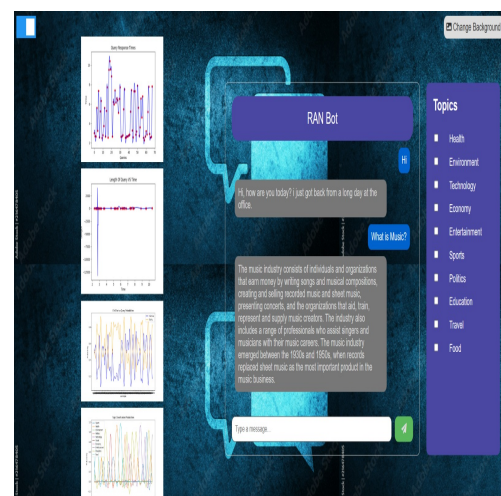 Change Background
Query Response Times
RAN Bot
Hi
Hi, how are you today? i just got back from a long day at the
office.
What is Music?
The music industry consists of individuals and organizations
that earn money by writing songs and musical compositions,
creating and selling recorded music and sheet music,
presenting concerts, and the organizations that aid, train,
represent and supply music creators. The industry also
includes a range of professionals who assist singers and
musicians with their music careers. The music industry
emerged between the 1930s and 1950s, when records
replaced sheet music as the most important product in the
music business.
Type a message...
Topics
Health
Environment
Technology
Economy
Entertainment
Sports
Politics
Education
Travel
Food
Length Of Query VS Time